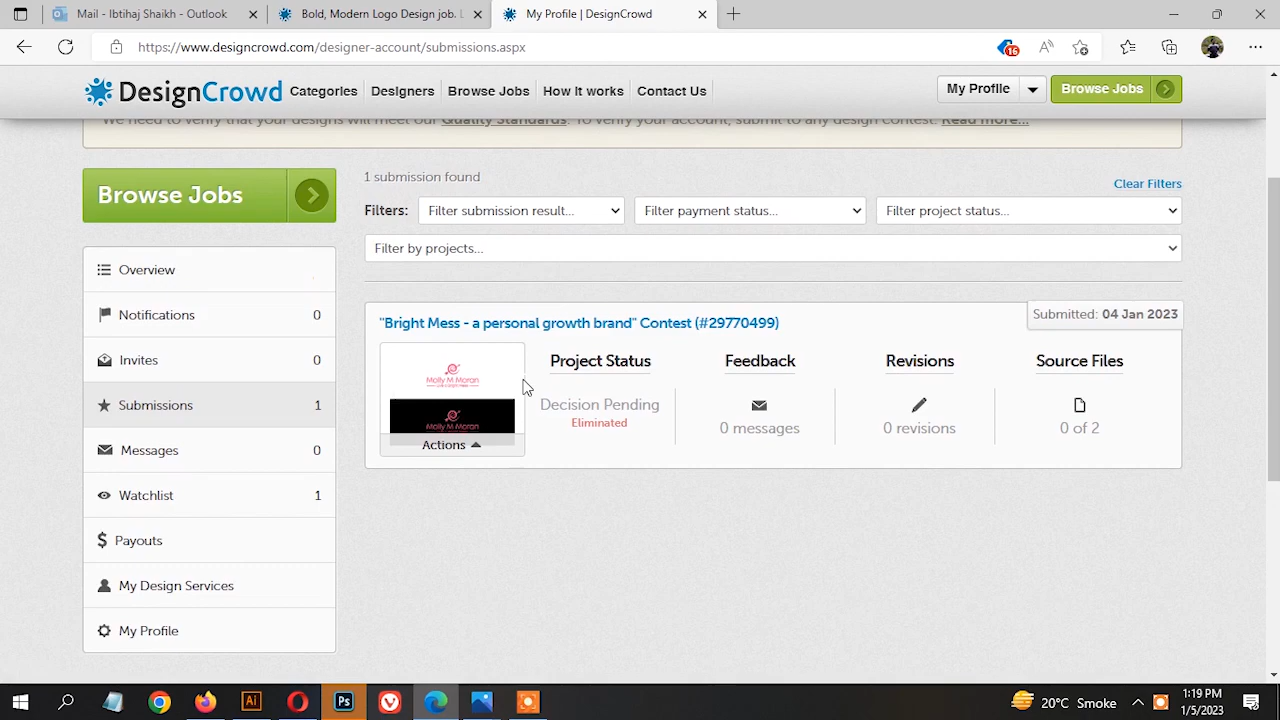 Mail - Ibtihaj Shaikh - Outlook
Bold, Modern Logo Design job. L
My Profile | DesignCrowd
https://www.designcrowd.com/designer-account/submissions.aspx
16
DesignCrowd
Categories
Designers
Browse Jobs
How it works
Contact Us
My Profile
Browse Jobs
We need to verify that your designs will meet our Quality Standards. To verify your account, submit to any design contest. Read more...
Browse Jobs
1 submission found
Clear Filters
Filters:
Filter submission result...
Filter payment status...
Filter project status...
Filter by projects...
Overview
Notifications 0
Invites 0
Submissions 1
Messages 0
Watchlist 1
$ Payouts
My Design Services
My Profile
"Bright Mess - a personal growth brand" Contest (#29770499)
Submitted: 04 Jan 2023
Molly M Moran
Molly M Moran
Actions
Project Status
Decision Pending
Eliminated
Feedback
0 messages
Revisions
0 revisions
Source Files
0 of 2
Ai
Ps
20°C Smoke
1:19 PM
1/5/2023